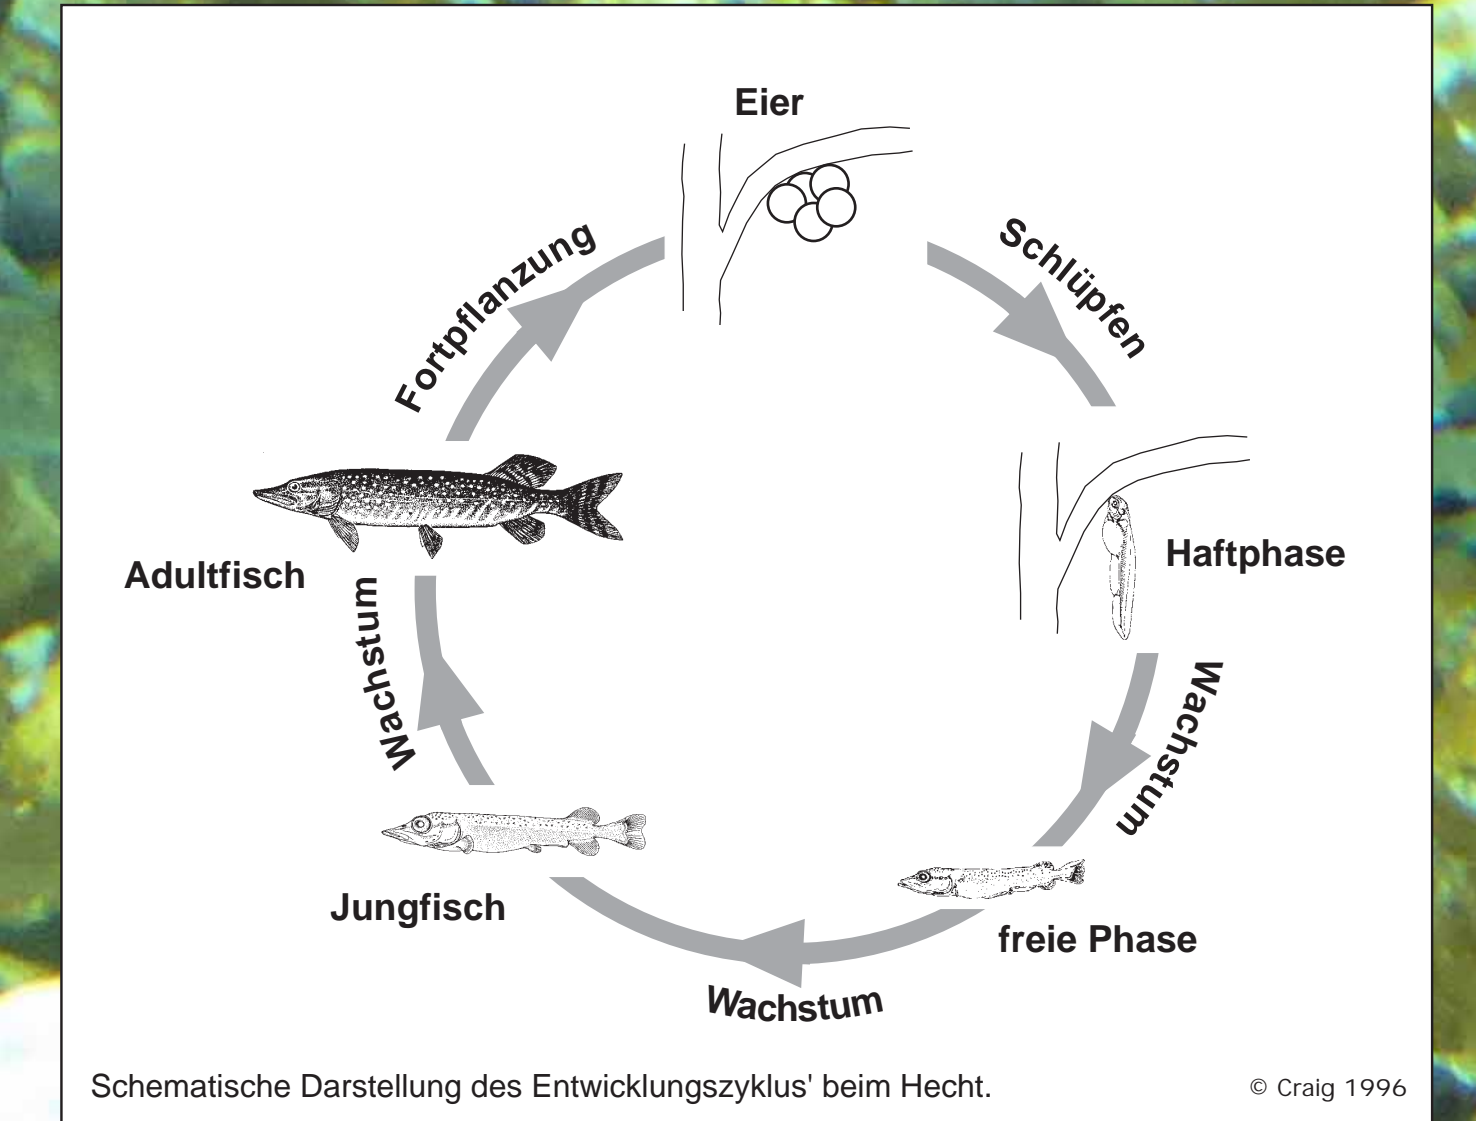 Eier
Schlüpfen
Haftphase
Wachstum
freie Phase
Wachstum
Jungfisch
Wachstum
Adultfisch
Fortpflanzung
Schematische Darstellung des Entwicklungszyklus' beim Hecht.
© Craig 1996